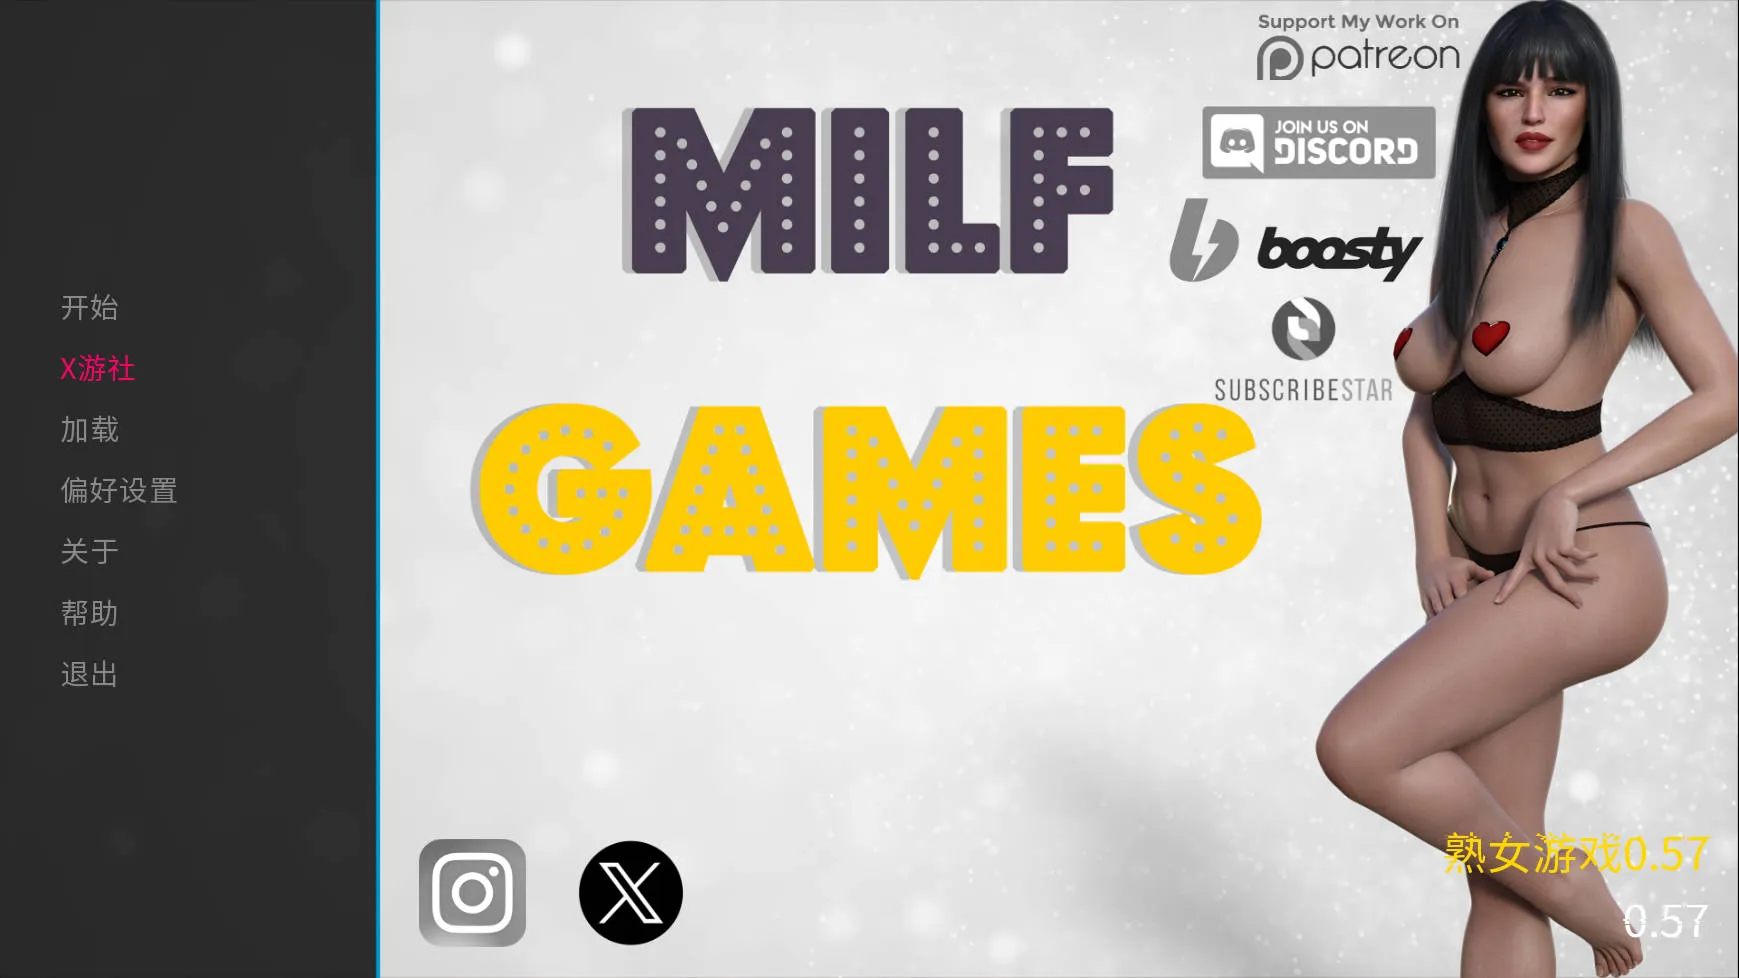 开始
X游社
加载
偏好设置
关于
帮助
退出
MILF
GAMES
Support My Work On
patreon
JOIN US ON
DISCORD
boosty
SUBSCRIBESTAR
熟女游戏0.57
0.57